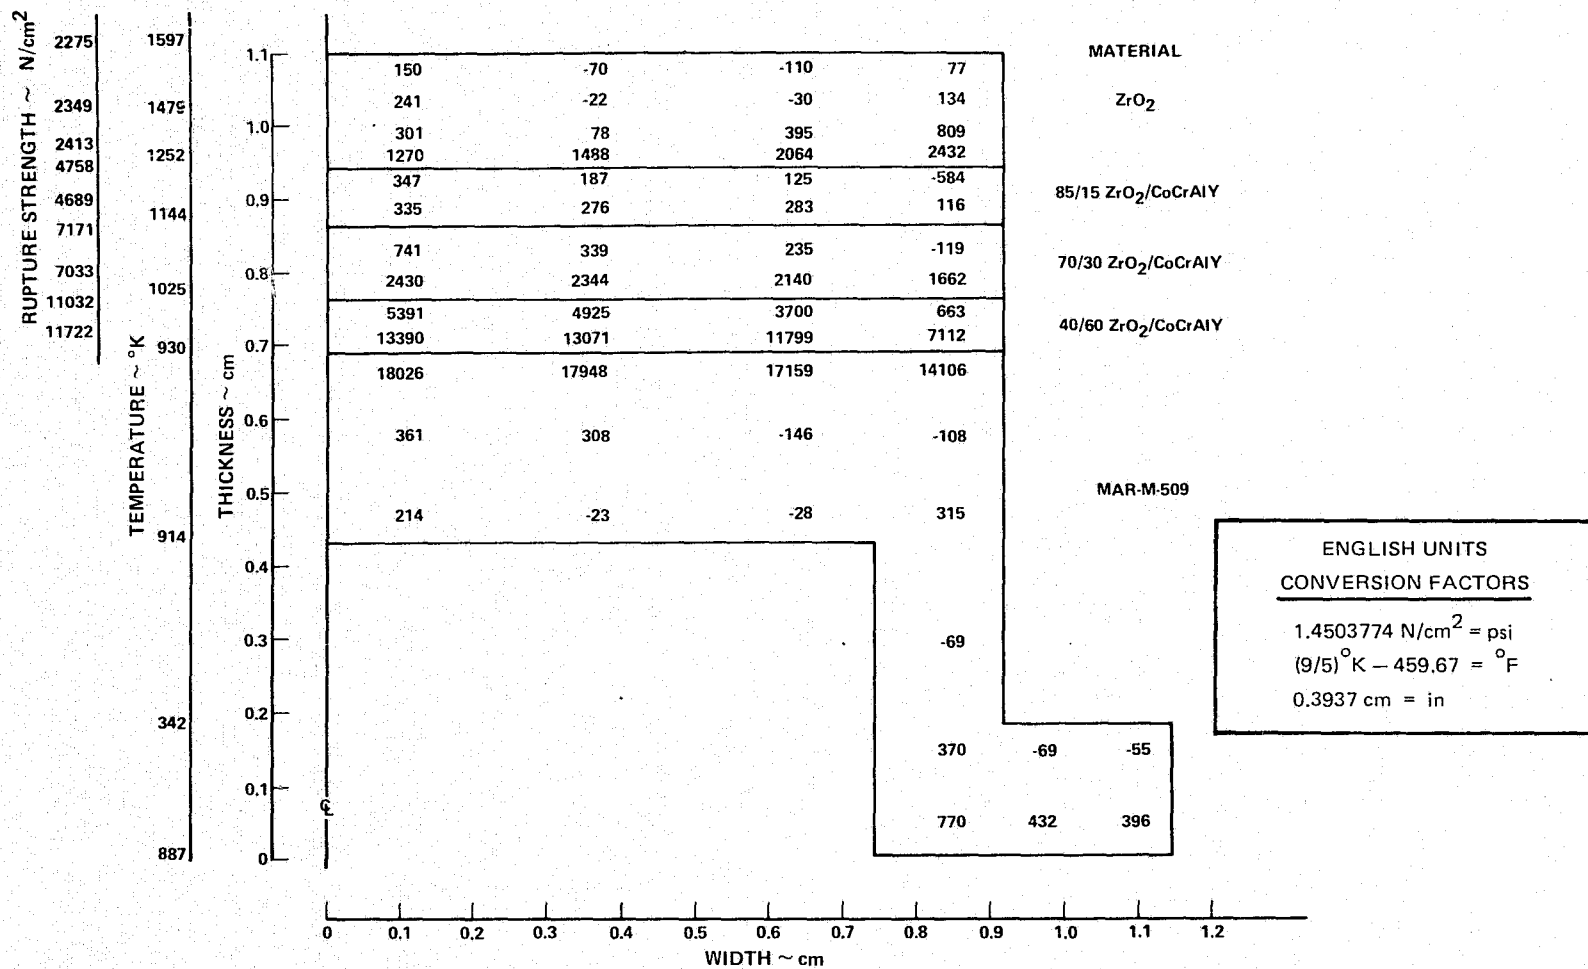 RUPTURE STRENGTH ~ N/cm²
2275
2349
2413
4758
4689
7171
7033
11032
11722
TEMPERATURE ~ °K
1597
1479
1252
1144
1025
930
914
342
887
THICKNESS ~ cm
1.1
1.0
0.9
0.8
0.7
0.6
0.5
0.4
0.3
0.2
0.1
0
150 -70 -110 77
241 -22 -30 134
301 78 395 809
1270 1488 2064 2432
347 187 125 -584
335 276 283 116
741 339 235 -119
2430 2344 2140 1662
5391 4925 3700 663
13390 13071 11799 7112
18026 17948 17159 14106
361 308 -146 -108
214 -23 -28 315
-69
370 -69 -55
770 432 396
℄
MATERIAL
ZrO₂
85/15 ZrO₂/CoCrAlY
70/30 ZrO₂/CoCrAlY
40/60 ZrO₂/CoCrAlY
MAR-M-509
ENGLISH UNITS
CONVERSION FACTORS
1.4503774 N/cm² = psi
(9/5)°K – 459.67 = °F
0.3937 cm = in
0 0.1 0.2 0.3 0.4 0.5 0.6 0.7 0.8 0.9 1.0 1.1 1.2
WIDTH ~ cm